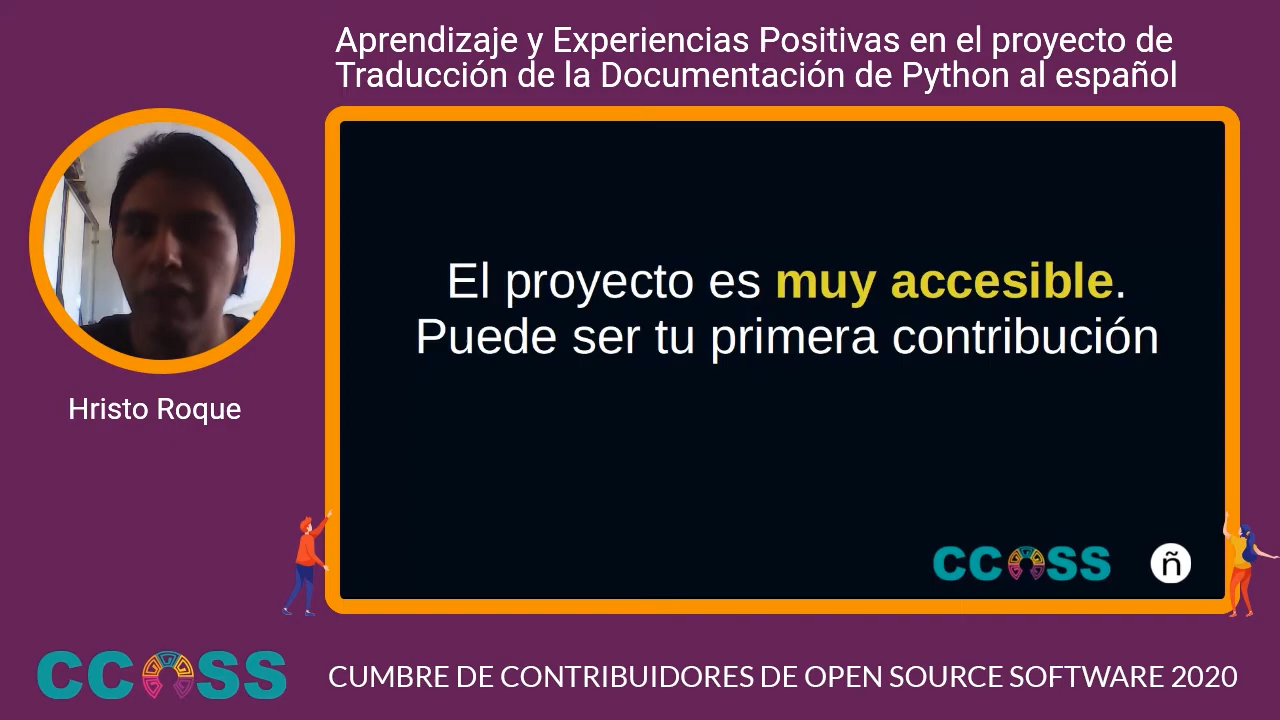 Aprendizaje y Experiencias Positivas en el proyecto de
Traducción de la Documentación de Python al español
El proyecto es muy accesible.
Puede ser tu primera contribución
Hristo Roque
CCOSS
ñ
CCOSS
CUMBRE DE CONTRIBUIDORES DE OPEN SOURCE SOFTWARE 2020